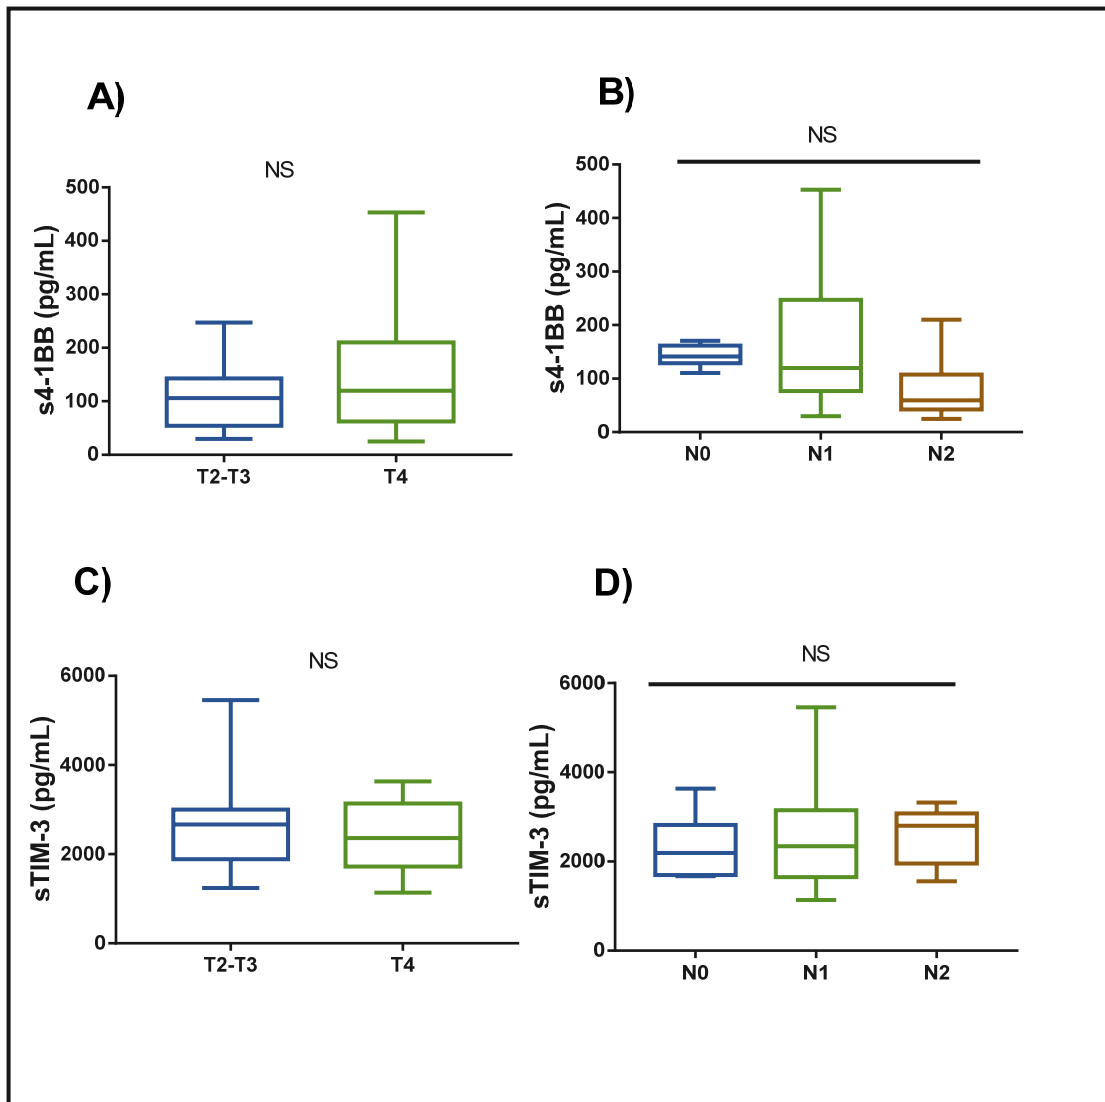 A)
NS
s4-1BB (pg/mL)
500
400
300
200
100
0
T2-T3
T4
B)
NS
s4-1BB (pg/mL)
500
400
300
200
100
0
N0
N1
N2
C)
NS
sTIM-3 (pg/mL)
6000
4000
2000
0
T2-T3
T4
D)
NS
sTIM-3 (pg/mL)
6000
4000
2000
0
N0
N1
N2